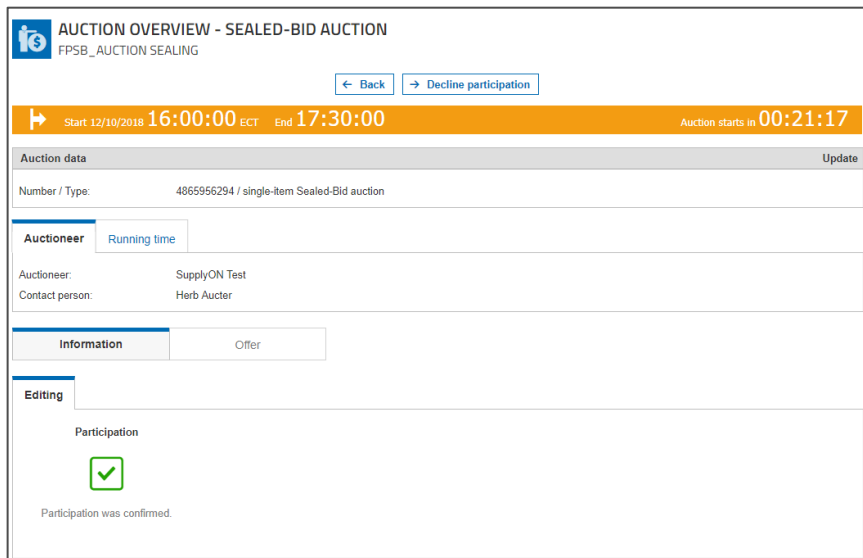 AUCTION OVERVIEW - SEALED-BID AUCTION
FPSB_AUCTION SEALING
← Back → Decline participation
Start 12/10/2018 16:00:00 ECT End 17:30:00 Auction starts in 00:21:17
Auction data Update
Number / Type: 4865956294 / single-item Sealed-Bid auction
Auctioneer Running time
Auctioneer: SupplyON Test
Contact person: Herb Aucter
Information Offer
Editing
Participation
Participation was confirmed.